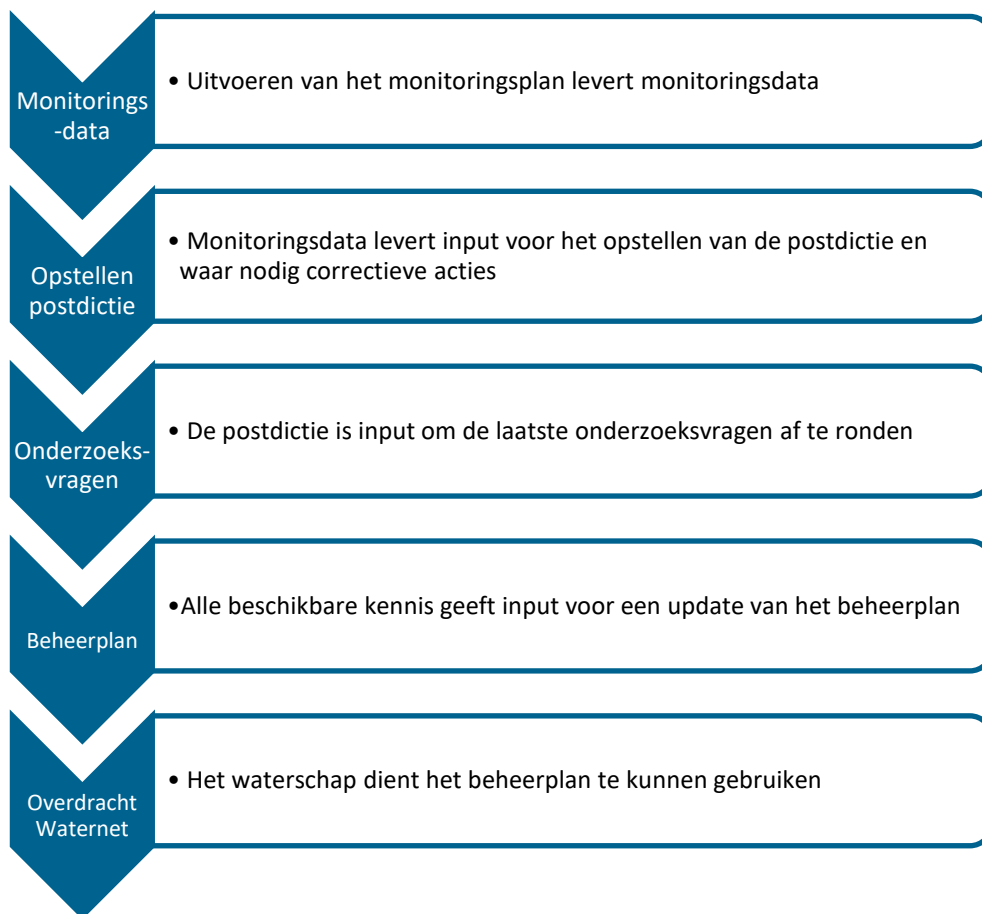 Monitorings
-data
• Uitvoeren van het monitoringsplan levert monitoringsdata
Opstellen
postdictie
• Monitoringsdata levert input voor het opstellen van de postdictie en
waar nodig correctieve acties
Onderzoeks-
vragen
• De postdictie is input om de laatste onderzoeksvragen af te ronden
Beheerplan
•Alle beschikbare kennis geeft input voor een update van het beheerplan
Overdracht
Waternet
• Het waterschap dient het beheerplan te kunnen gebruiken